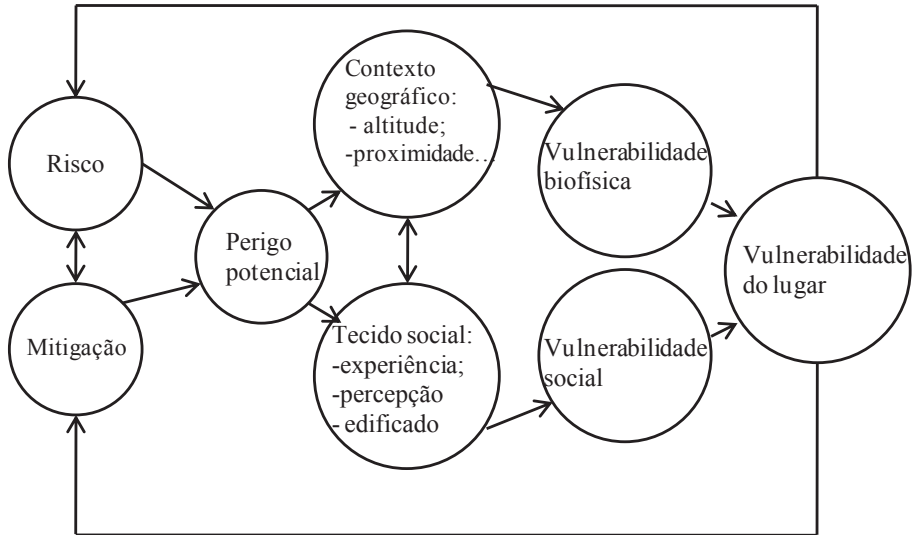 Risco
Mitigação
Perigo
potencial
Contexto
geográfico:
- altitude;
-proximidade…
Tecido social:
-experiência;
-percepção
- edificado
Vulnerabilidade
biofísica
Vulnerabilidade
social
Vulnerabilidade
do lugar